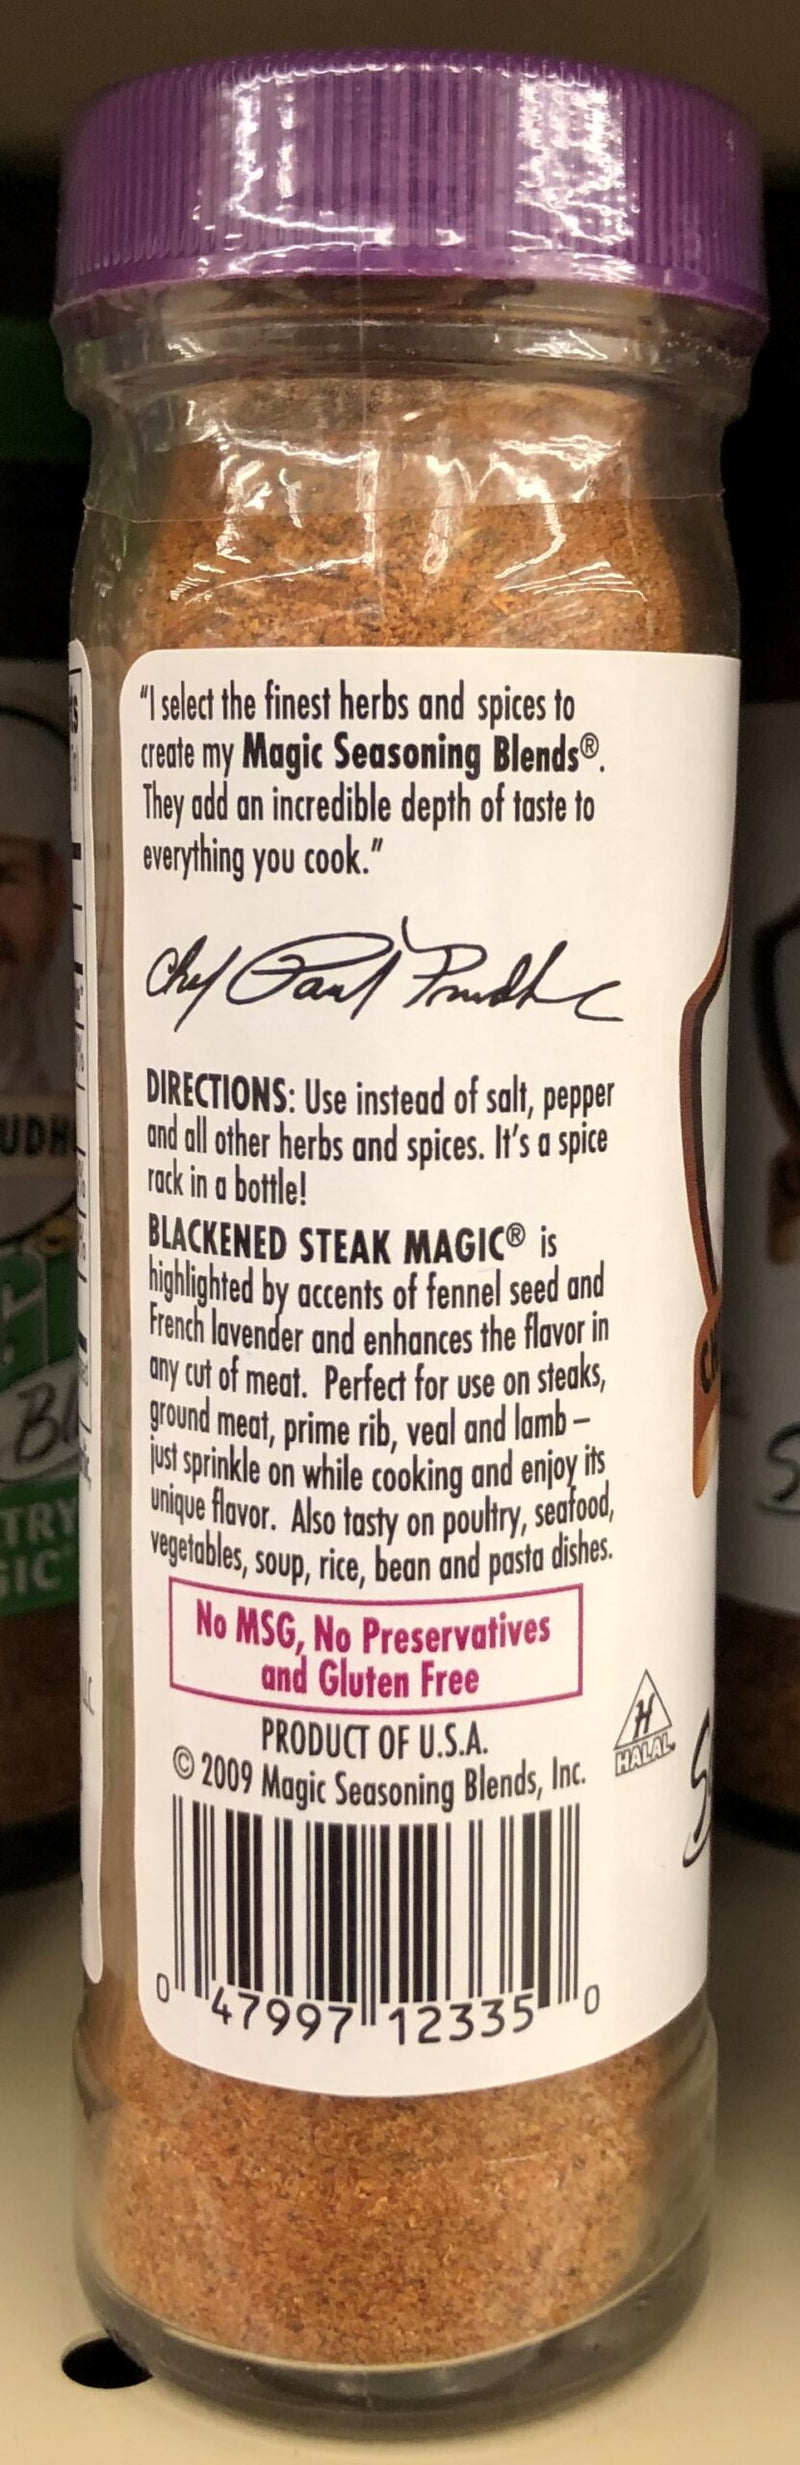 "I select the finest herbs and spices to
create my Magic Seasoning Blends®.
They add an incredible depth of taste to
everything you cook."
Chef Paul Prudhomme
DIRECTIONS: Use instead of salt, pepper
and all other herbs and spices. It's a spice
rack in a bottle!
BLACKENED STEAK MAGIC® is
highlighted by accents of fennel seed and
French lavender and enhances the flavor in
any cut of meat. Perfect for use on steaks,
ground meat, prime rib, veal and lamb –
just sprinkle on while cooking and enjoy its
unique flavor. Also tasty on poultry, seafood,
vegetables, soup, rice, bean and pasta dishes.
No MSG, No Preservatives
and Gluten Free
PRODUCT OF U.S.A.
© 2009 Magic Seasoning Blends, Inc.
H
HALAL
0 47997 12335 0